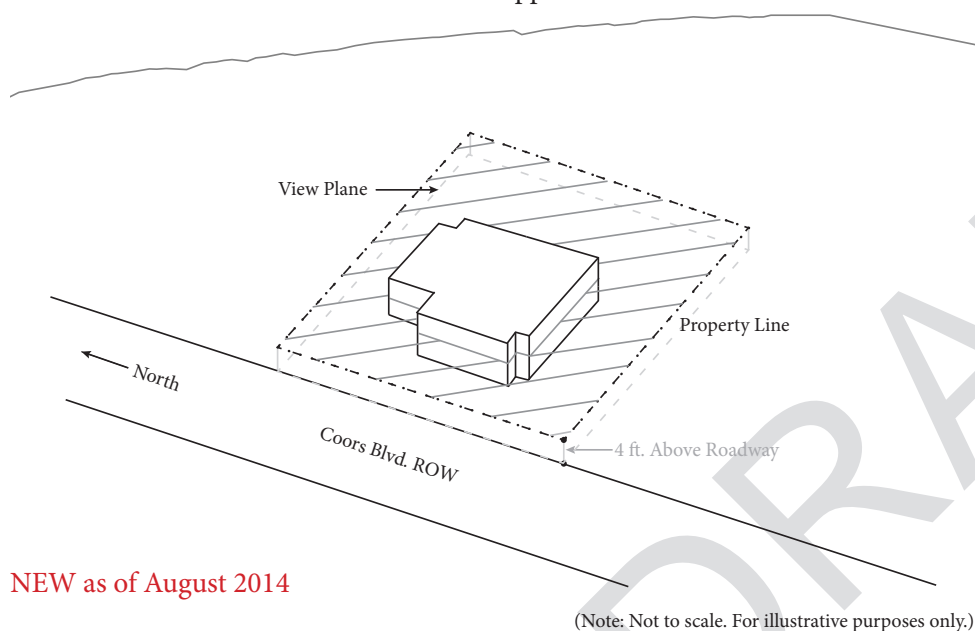 View Plane
Property Line
North
Coors Blvd. ROW
4 ft. Above Roadway
NEW as of August 2014
(Note: Not to scale. For illustrative purposes only.)
DRA